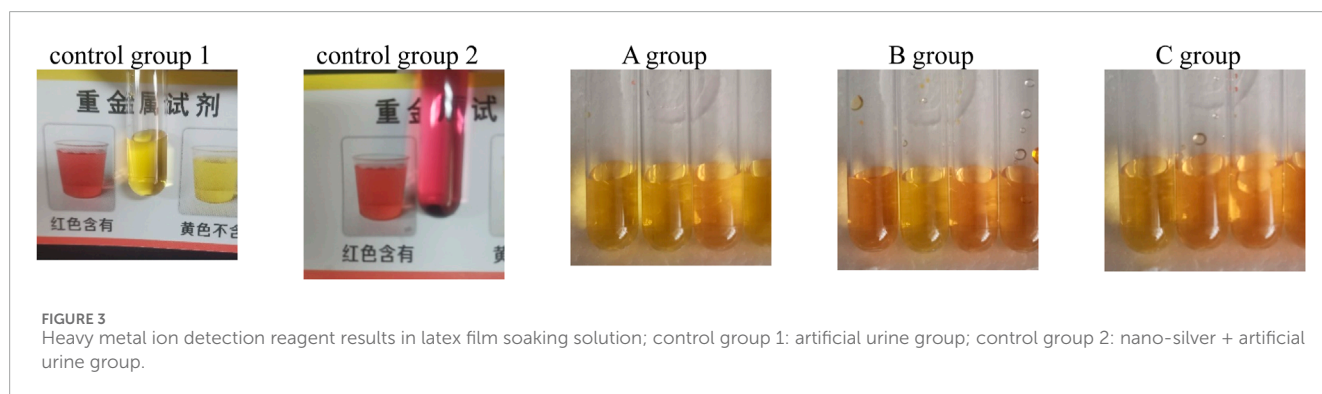 control group 1
control group 2
A group
B group
C group
重金属试剂
红色含有
黄色不含
重金属试
红色含有
FIGURE 3
Heavy metal ion detection reagent results in latex film soaking solution; control group 1: artificial urine group; control group 2: nano-silver + artificial
urine group.